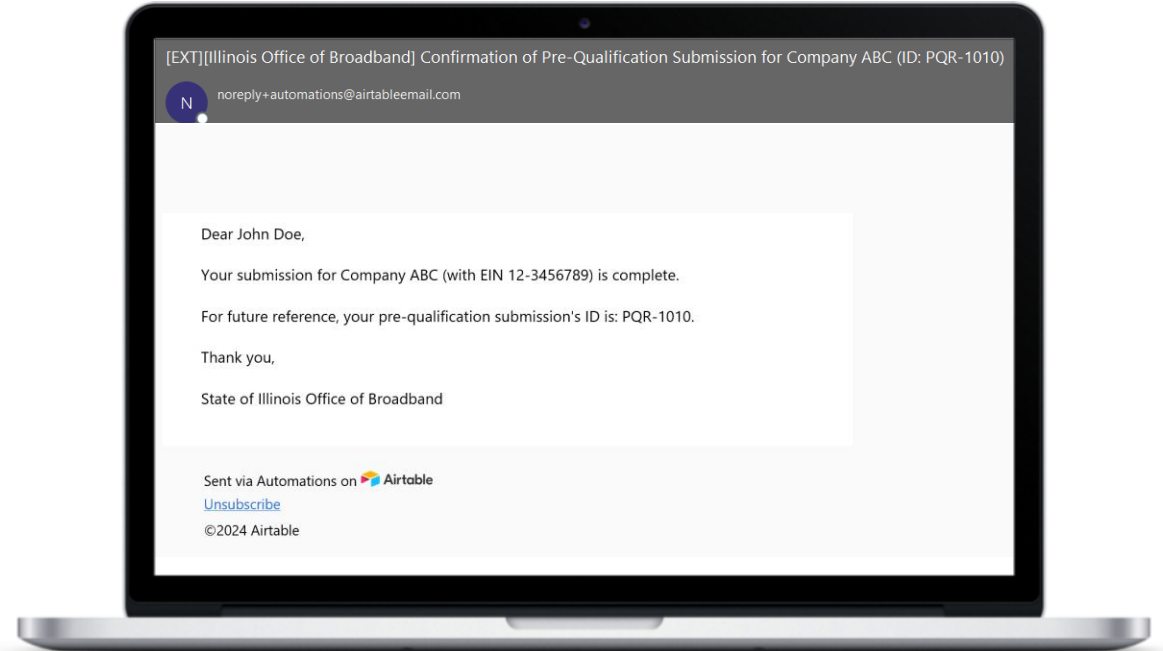 [EXT][Illinois Office of Broadband] Confirmation of Pre-Qualification Submission for Company ABC (ID: PQR-1010)
N
noreply+automations@airtableemail.com
Dear John Doe,
Your submission for Company ABC (with EIN 12-3456789) is complete.
For future reference, your pre-qualification submission's ID is: PQR-1010.
Thank you,
State of Illinois Office of Broadband
Sent via Automations on Airtable
Unsubscribe
©2024 Airtable